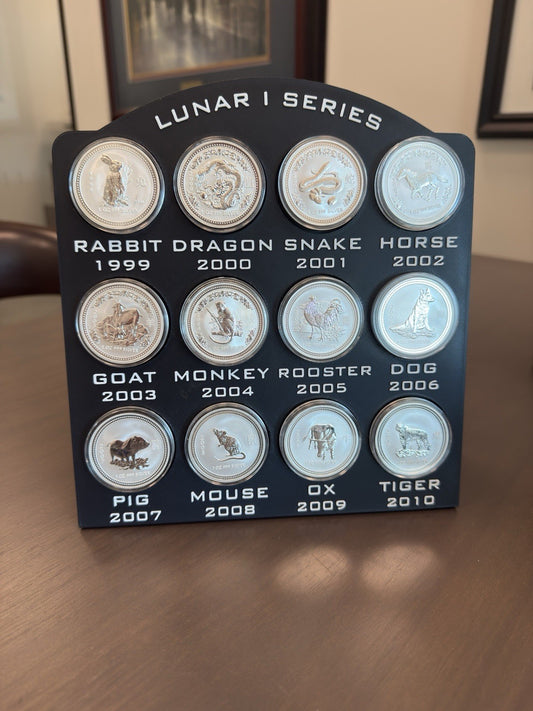 LUNAR I SERIES
RABBIT DRAGON SNAKE HORSE
1999 2000 2001 2002
GOAT MONKEY ROOSTER DOG
2003 2004 2005 2006
PIG MOUSE OX TIGER
2007 2008 2009 2010